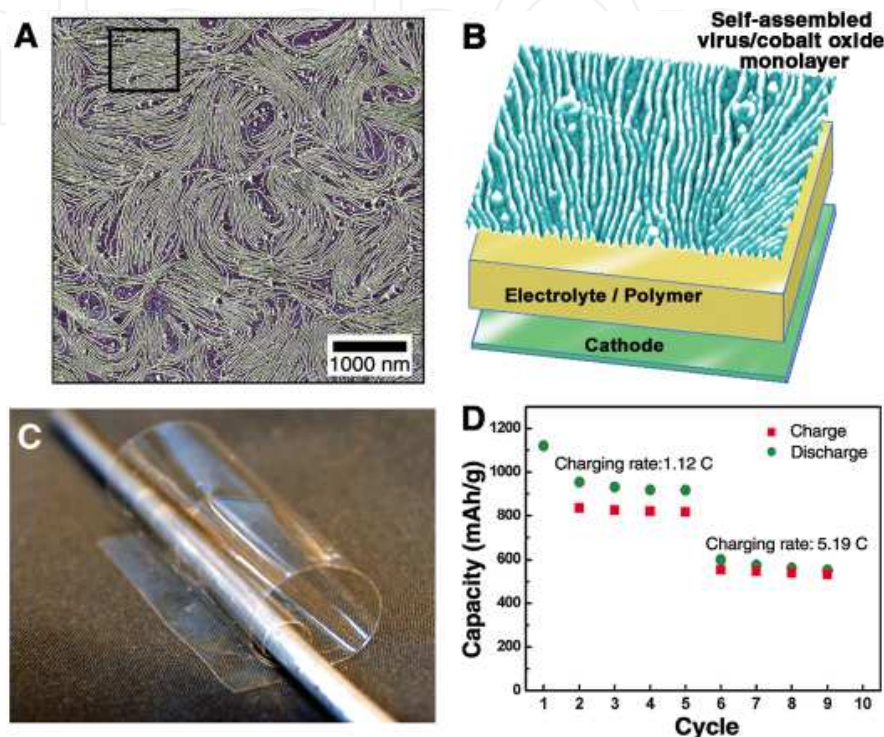 A
1000 nm
B
Self-assembled
virus/cobalt oxide
monolayer
Electrolyte / Polymer
Cathode
C
D
Capacity (mAh/g)
1200
1000
800
600
400
200
0
Charge
Discharge
Charging rate:1.12 C
Charging rate: 5.19 C
1 2 3 4 5 6 7 8 9 10
Cycle